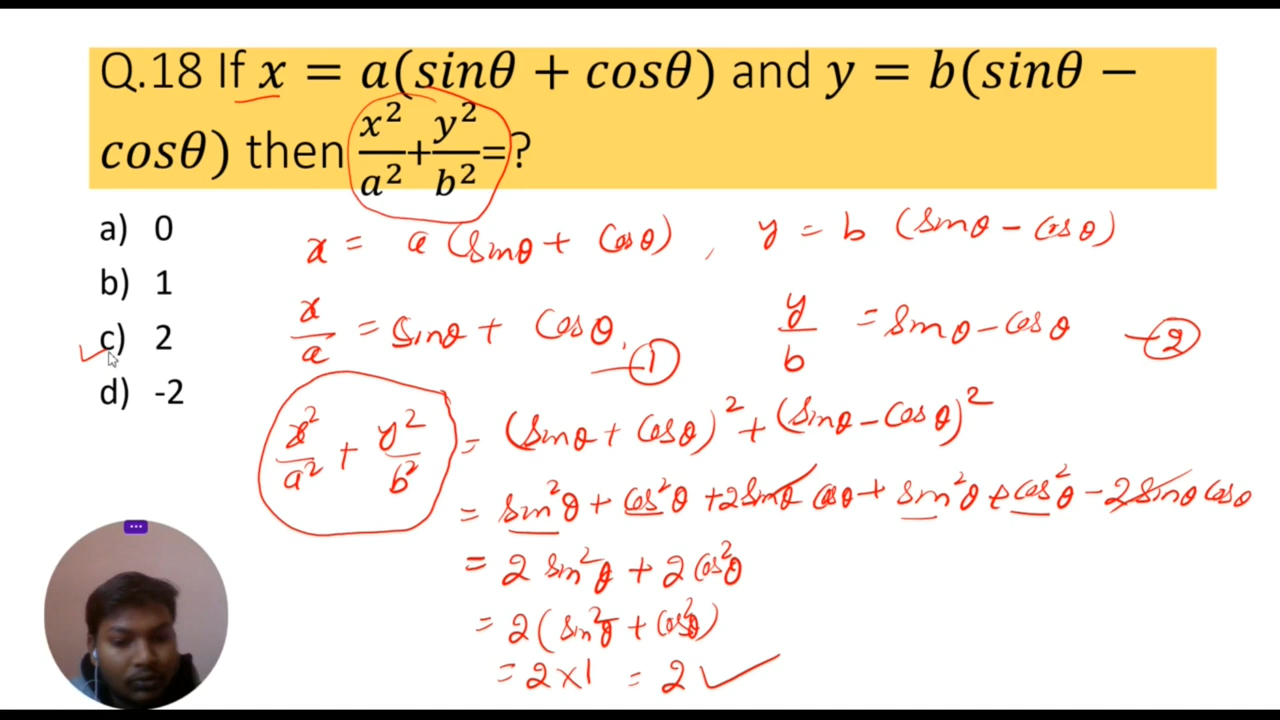 Q.18 If x = a(sinθ + cosθ) and y = b(sinθ −
cosθ) then x²/a² + y²/b² = ?
a) 0
b) 1
c) 2
d) -2
x = a (sinθ + cosθ) , y = b (sinθ − cosθ)
x/a = sinθ + cosθ, — ① y/b = sinθ − cosθ — ②
x²/a² + y²/b² = (sinθ + cosθ)² + (sinθ − cosθ)²
= sin²θ + cos²θ + 2sinθ cosθ + sin²θ + cos²θ − 2sinθ cosθ
= 2 sin²θ + 2 cos²θ
= 2(sin²θ + cos²θ)
= 2×1 = 2 ✓